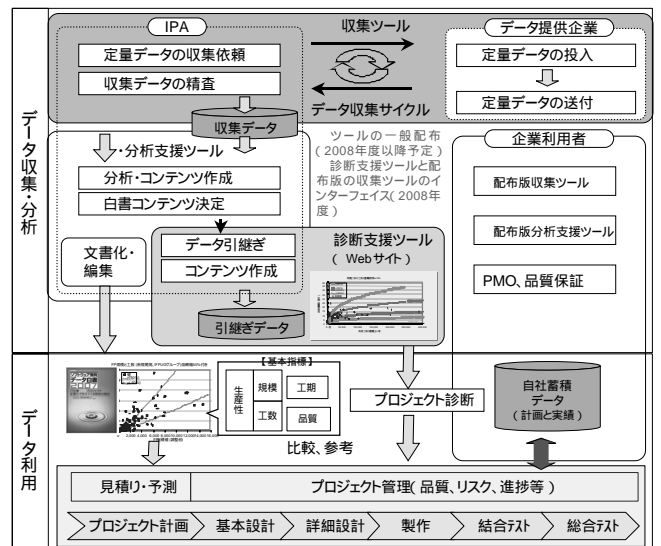 IPA
収集ツール
データ提供企業
定量データの収集依頼
定量データの投入
収集データの精査
データ収集サイクル
定量データの送付
収集データ
ツールの一般配布
(2008年度以降予定)
診断支援ツールと配
布版の収集ツールのイ
ンターフェイス(2008年
度)
企業利用者
・分析支援ツール
分析・コンテンツ作成
白書コンテンツ決定
配布版収集ツール
配布版分析支援ツール
PMO、品質保証
データ収集・分析
データ引継ぎ
コンテンツ作成
診断支援ツール
(Webサイト)
文書化・
編集
引継ぎデータ
データ利用
データ白書
2007
【基本指標】
生産性
規模
工数
工期
品質
比較、参考
プロジェクト診断
自社蓄積
データ
(計画と実績)
見積り・予測
プロジェクト管理(品質、リスク、進捗等)
プロジェクト計画
基本設計
詳細設計
製作
結合テスト
総合テスト